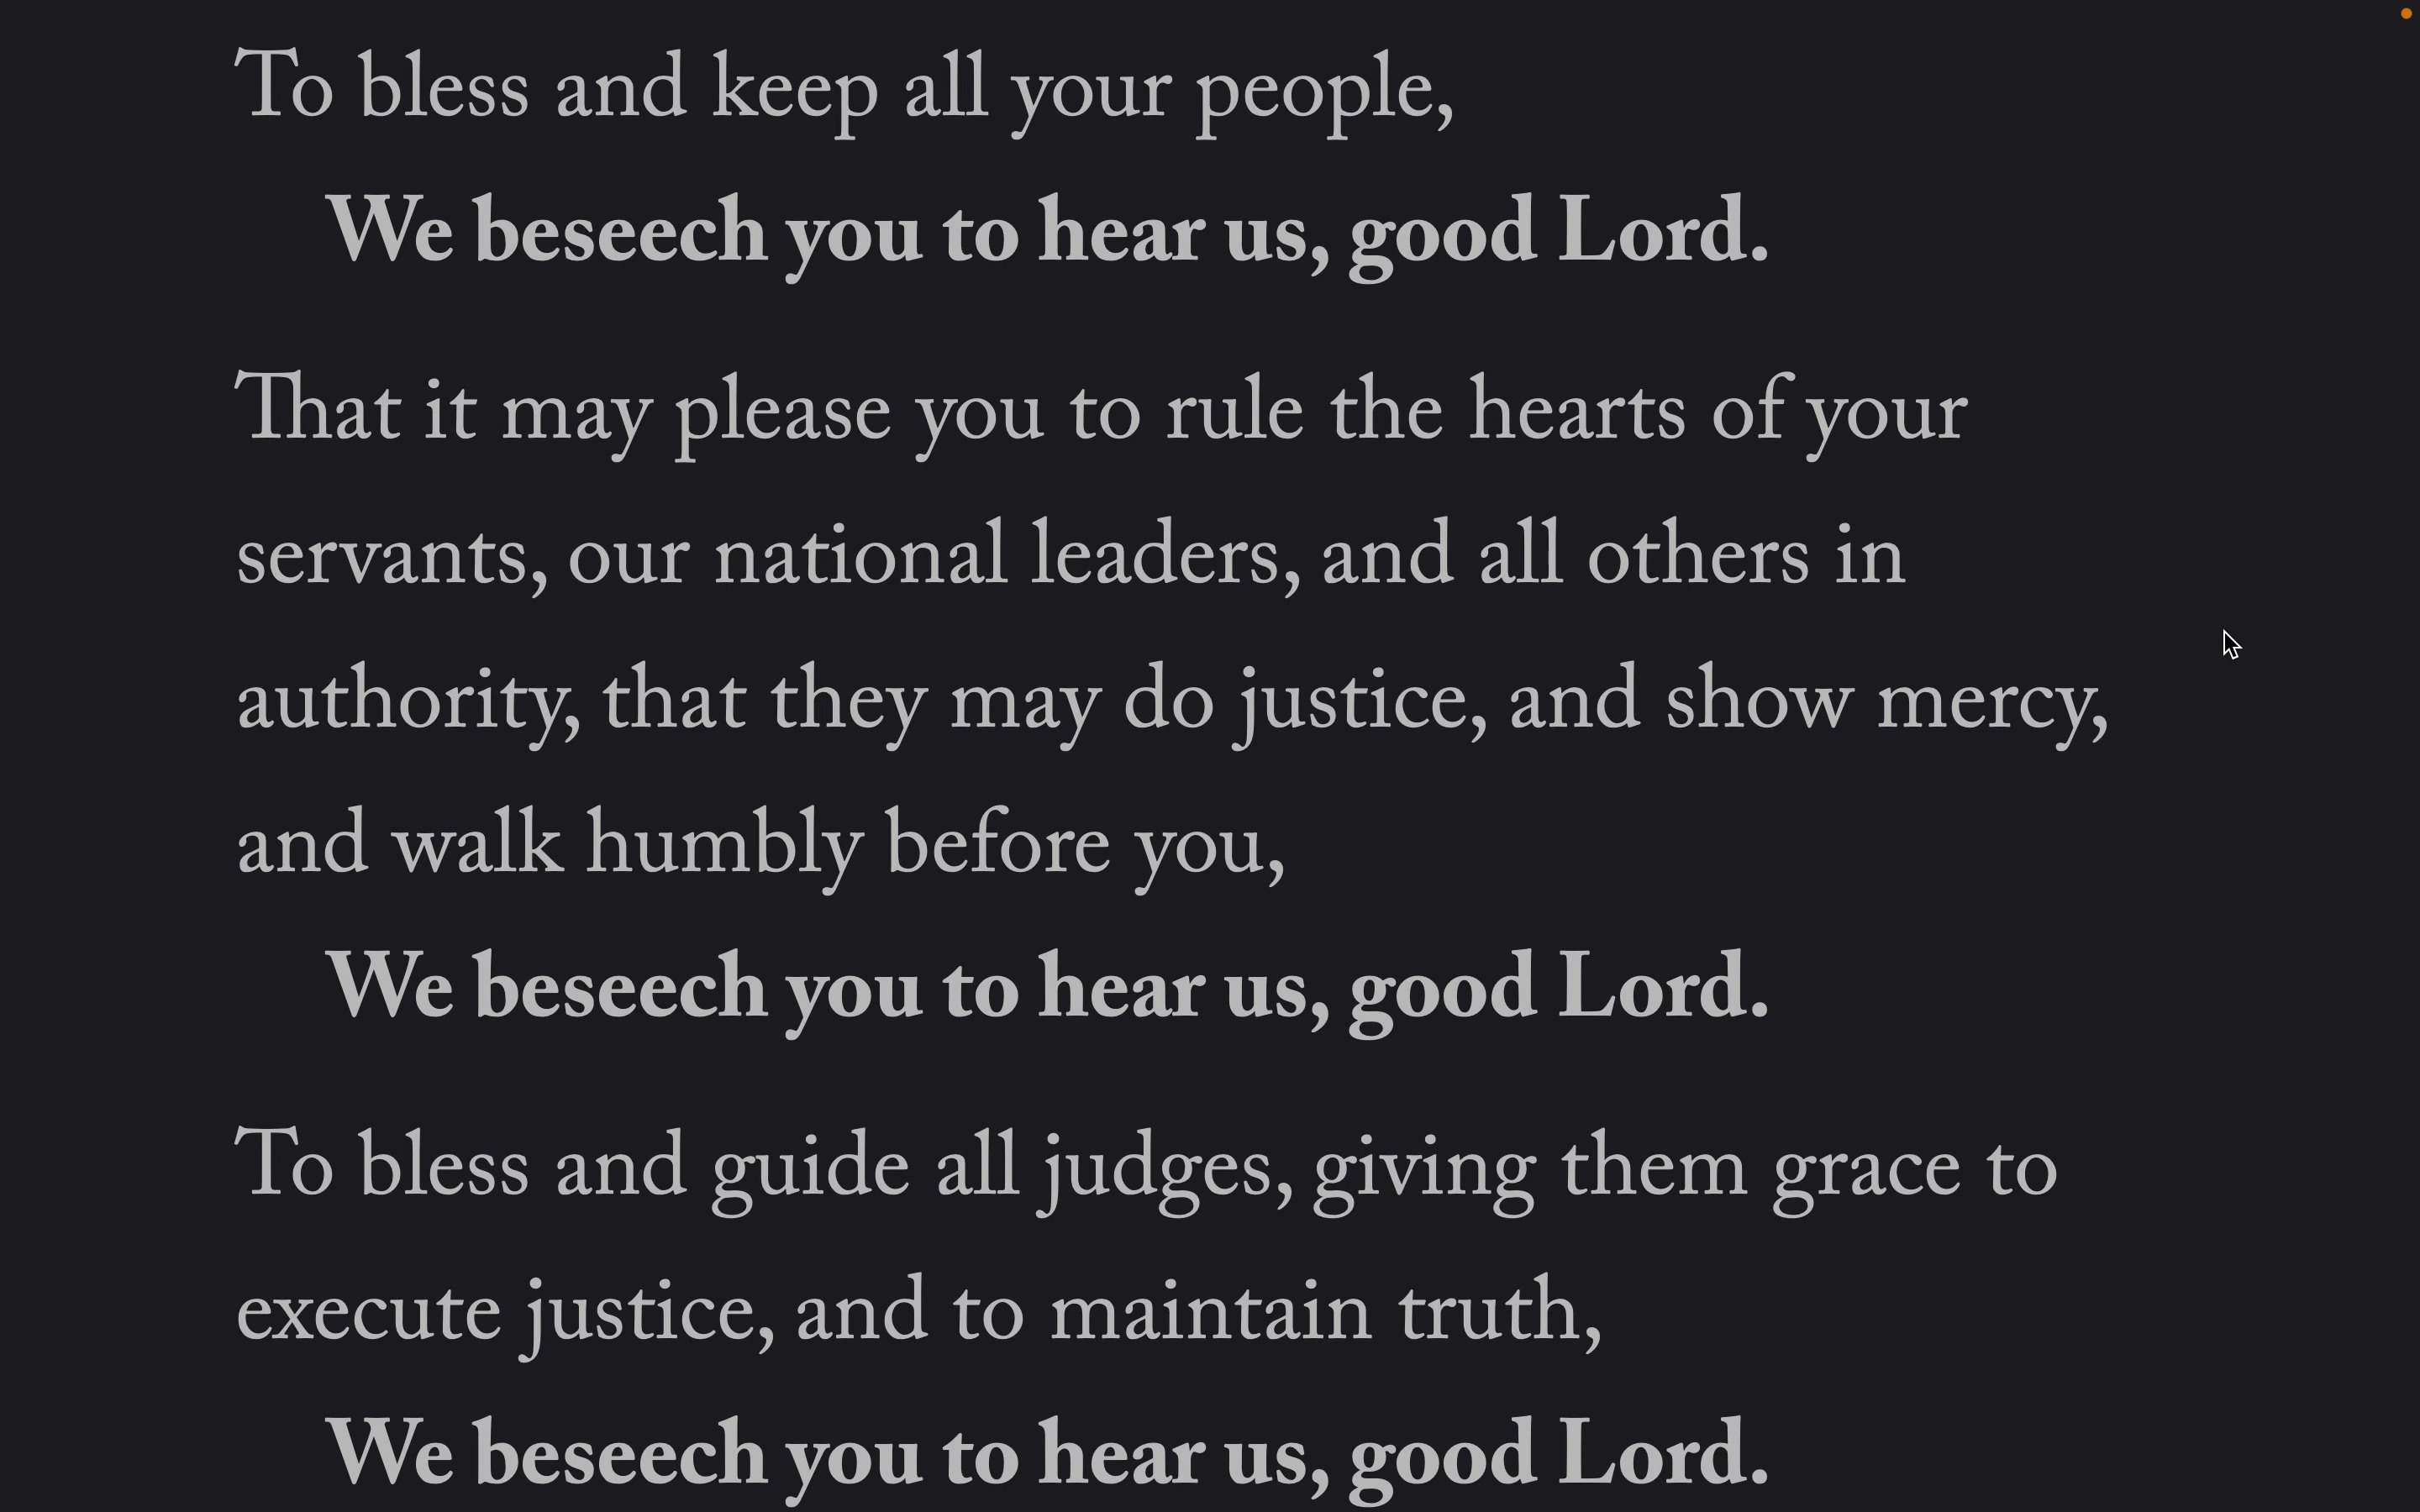 To bless and keep all your people,
We beseech you to hear us, good Lord.
That it may please you to rule the hearts of your
servants, our national leaders, and all others in
authority, that they may do justice, and show mercy,
and walk humbly before you,
We beseech you to hear us, good Lord.
To bless and guide all judges, giving them grace to
execute justice, and to maintain truth,
We beseech you to hear us, good Lord.